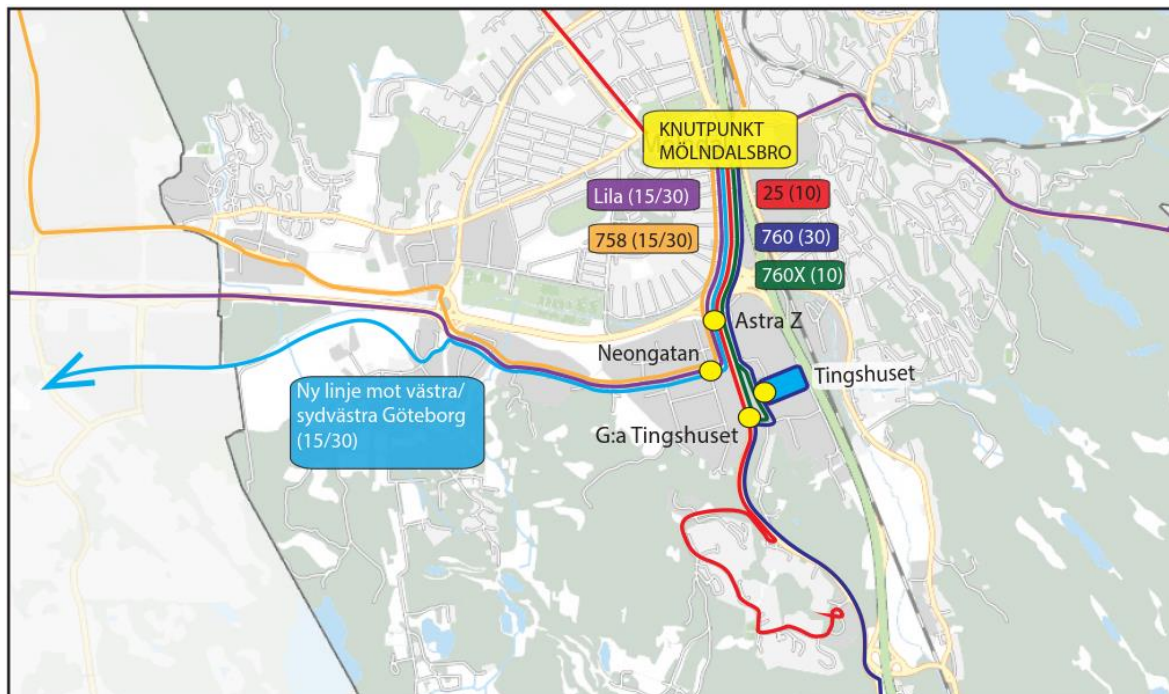 KNUTPUNKT
MÖLNDALSBRO
Lila (15/30)
25 (10)
758 (15/30)
760 (30)
760X (10)
Astra Z
Neongatan
Tingshuset
Ny linje mot västra/
sydvästra Göteborg
(15/30)
G:a Tingshuset